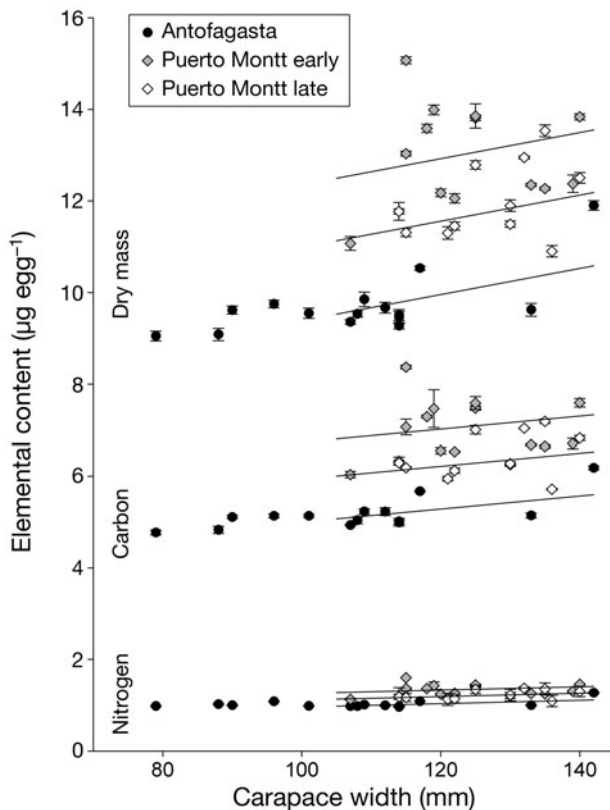 16
14
12
10
8
6
4
2
0
Elemental content (µg egg⁻¹)
Dry mass
Carbon
Nitrogen
Antofagasta
Puerto Montt early
Puerto Montt late
80 100 120 140
Carapace width (mm)